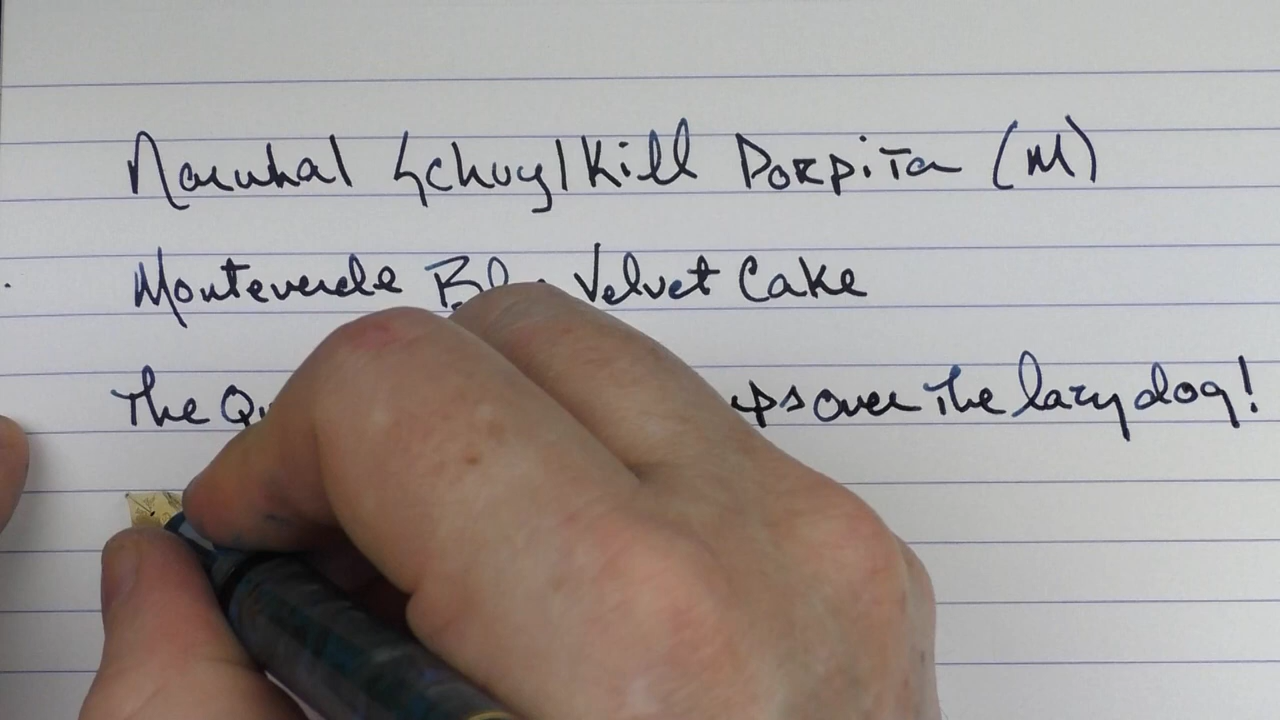 Narwhal Schuylkill Porpita (M)
Monteverde Velvet Cake
The over the lazy dog!